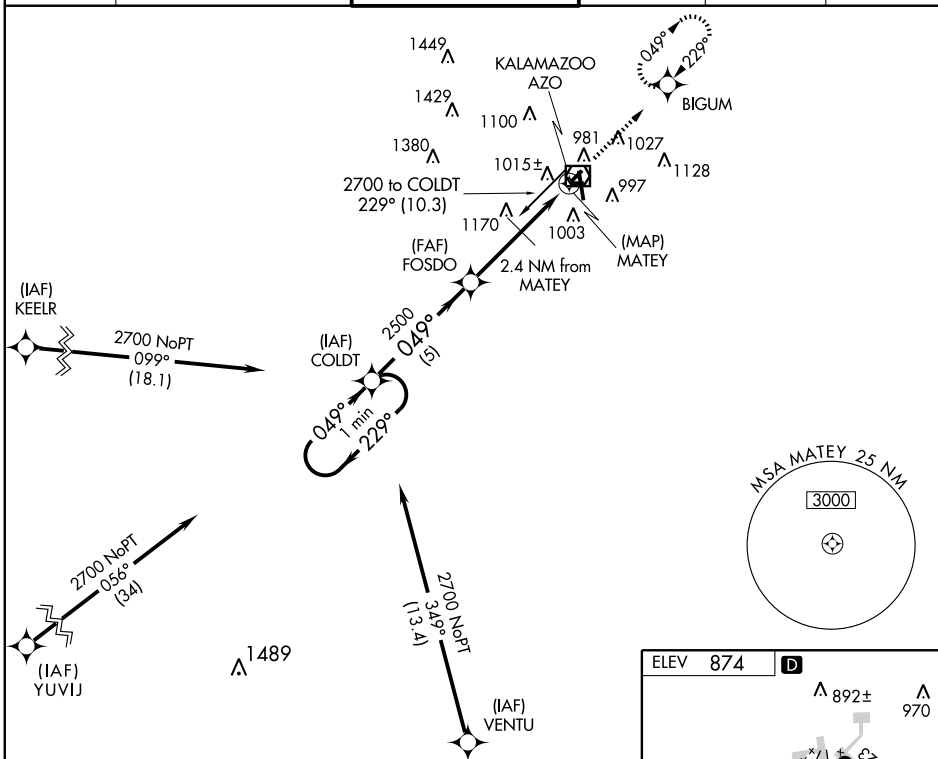 1449
KALAMAZOO
AZO
049°
229°
BIGUM
1429
1100
981
1027
1380
1015±
1128
2700 to COLDT
229° (10.3)
997
1170
1003
(MAP)
MATEY
(FAF)
FOSDO
2.4 NM from
MATEY
(IAF)
KEELR
2700 NoPT
099°
(18.1)
(IAF)
COLDT
2500
049°
(5)
049°
1 min
229°
MSA MATEY 25 NM
3000
2700 NoPT
056°
(34)
2700 NoPT
349°
(13.4)
(IAF)
YUVIJ
1489
(IAF)
VENTU
ELEV 874 D
892±
970
23